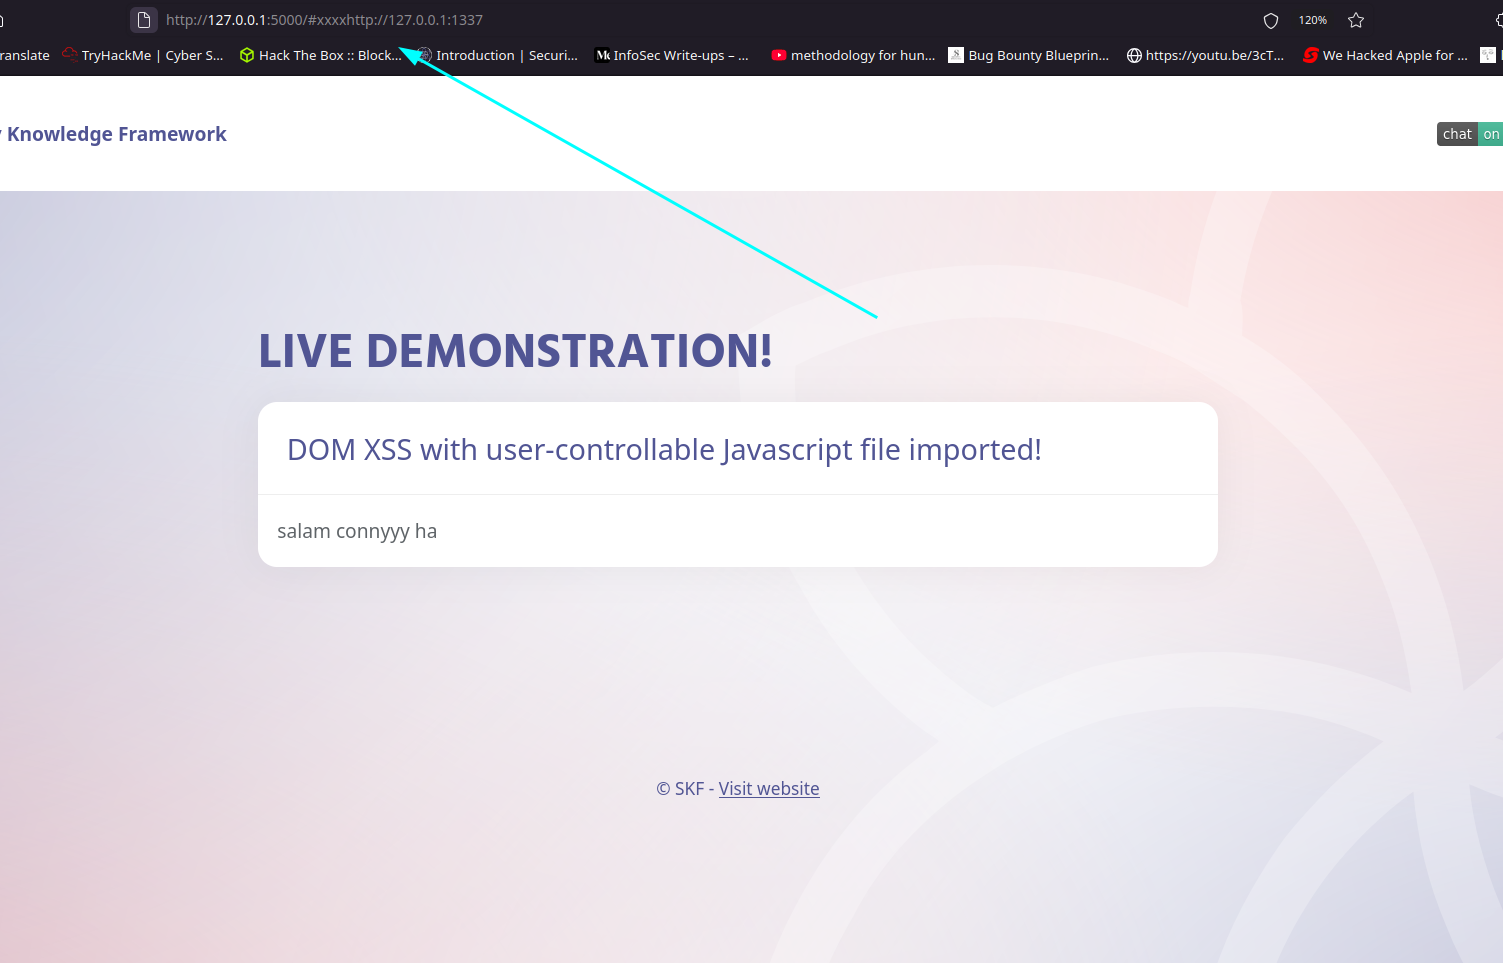 http://127.0.0.1:5000/#xxxxhttp://127.0.0.1:1337 120%
ranslate TryHackMe | Cyber S... Hack The Box :: Block... Introduction | Securi... InfoSec Write-ups – ... methodology for hun... Bug Bounty Blueprin... https://youtu.be/3cT... We Hacked Apple for ...
Knowledge Framework
chat on
LIVE DEMONSTRATION!
DOM XSS with user-controllable Javascript file imported!
salam connyyy ha
© SKF - Visit website